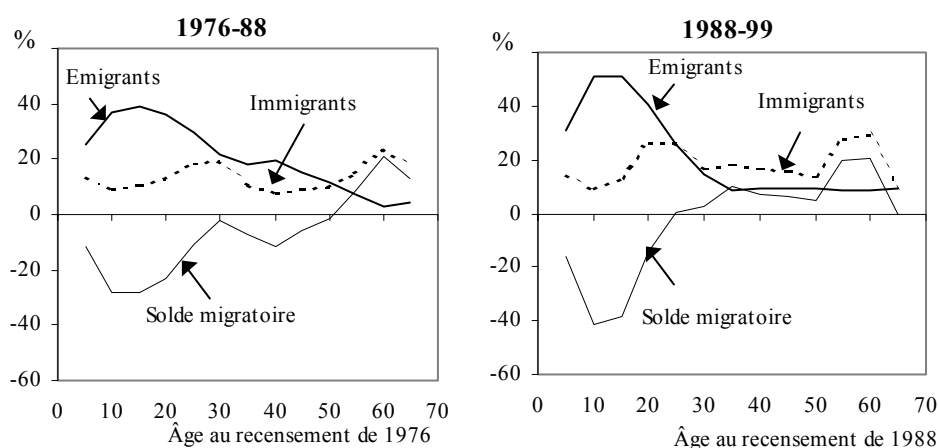 1976-88
%
Emigrants
Immigrants
40
20
0
-20
-40
-60
Solde migratoire
0 10 20 30 40 50 60 70
Âge au recensement de 1976
1988-99
%
Emigrants
Immigrants
60
40
20
0
-20
-40
-60
Solde migratoire
0 10 20 30 40 50 60 70
Âge au recensement de 1988